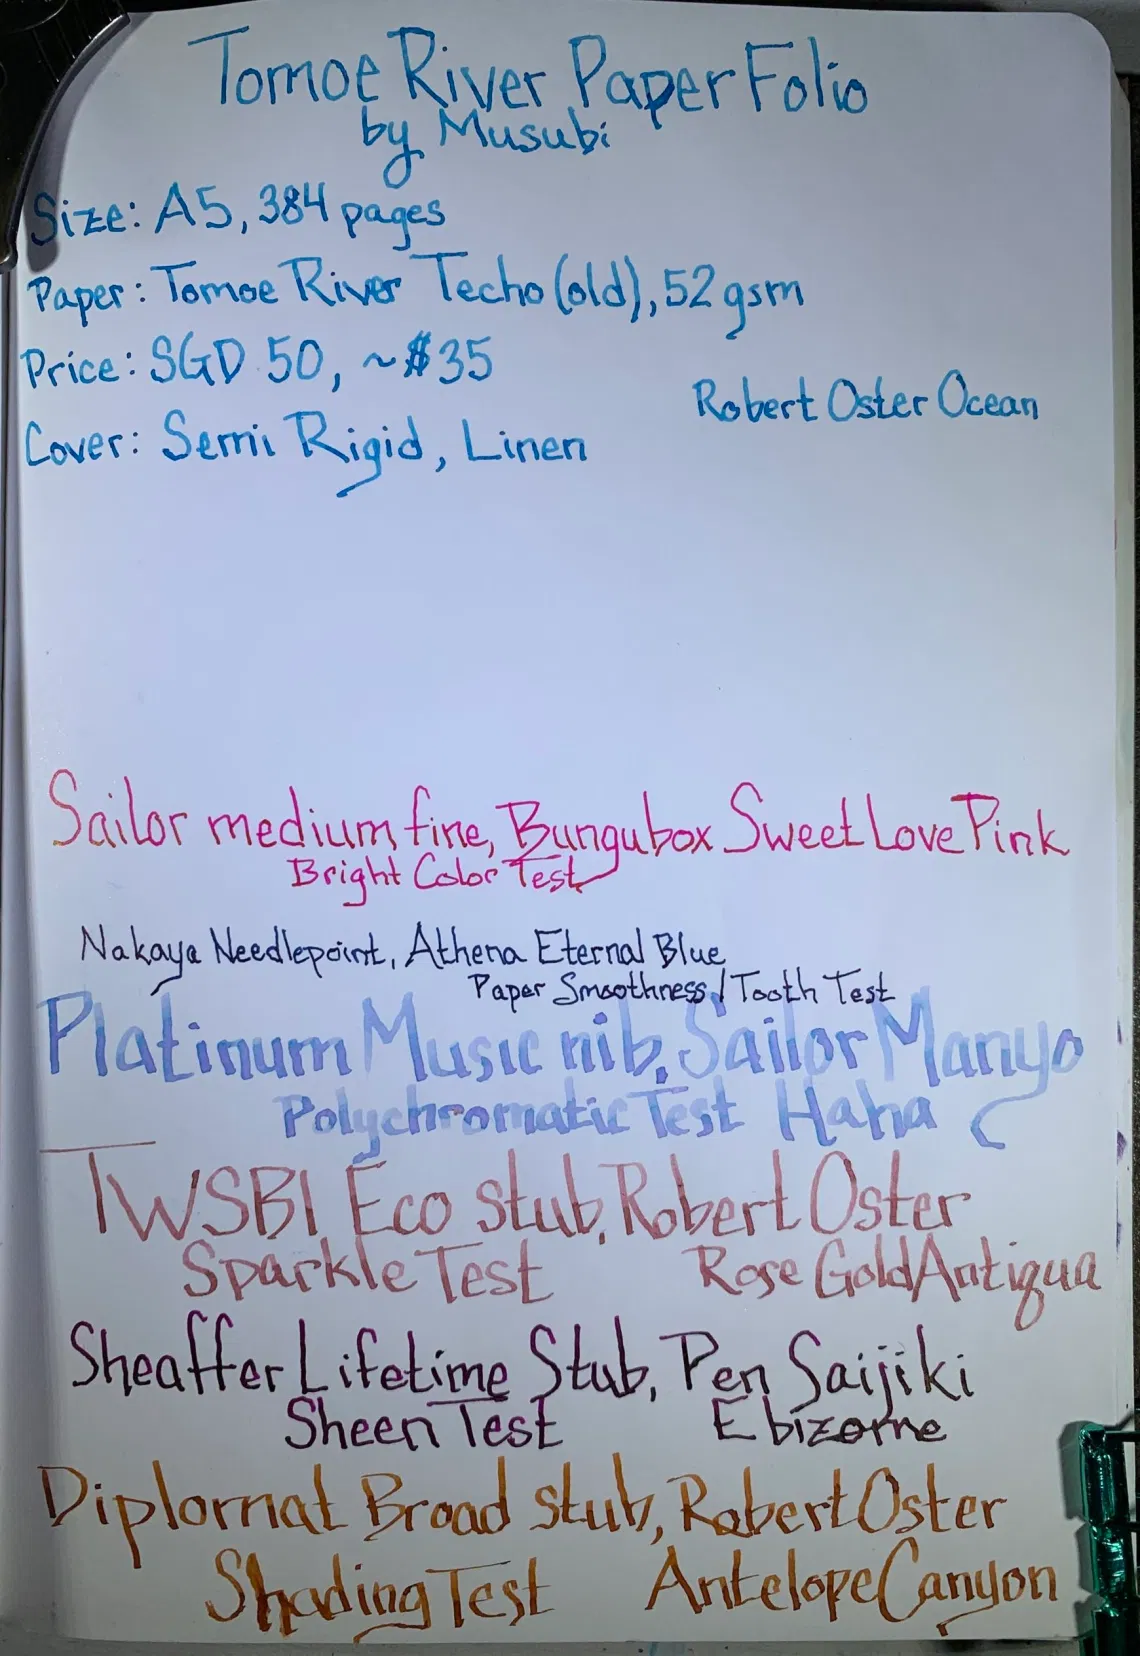 Tomoe River Paper Folio
by Musubi
Size: A5, 384 pages
Paper: Tomoe River Techo (old), 52 gsm
Price: SGD 50, ~$35
Robert Oster Ocean
Cover: Semi Rigid, Linen
Sailor medium fine, Bungubox Sweet Love Pink
Bright Color Test
Nakaya Needlepoint, Athena Eternal Blue
Paper Smoothness / Tooth Test
Platinum Music nib, Sailor Manyo
Polychromatic Test Haha
TWSBI Eco Stub, Robert Oster
Sparkle Test Rose Gold Antiqua
Sheaffer Lifetime Stub, Pen Saijiki
Sheen Test Ebizome
Diplomat Broad Stub, Robert Oster
Shading Test Antelope Canyon